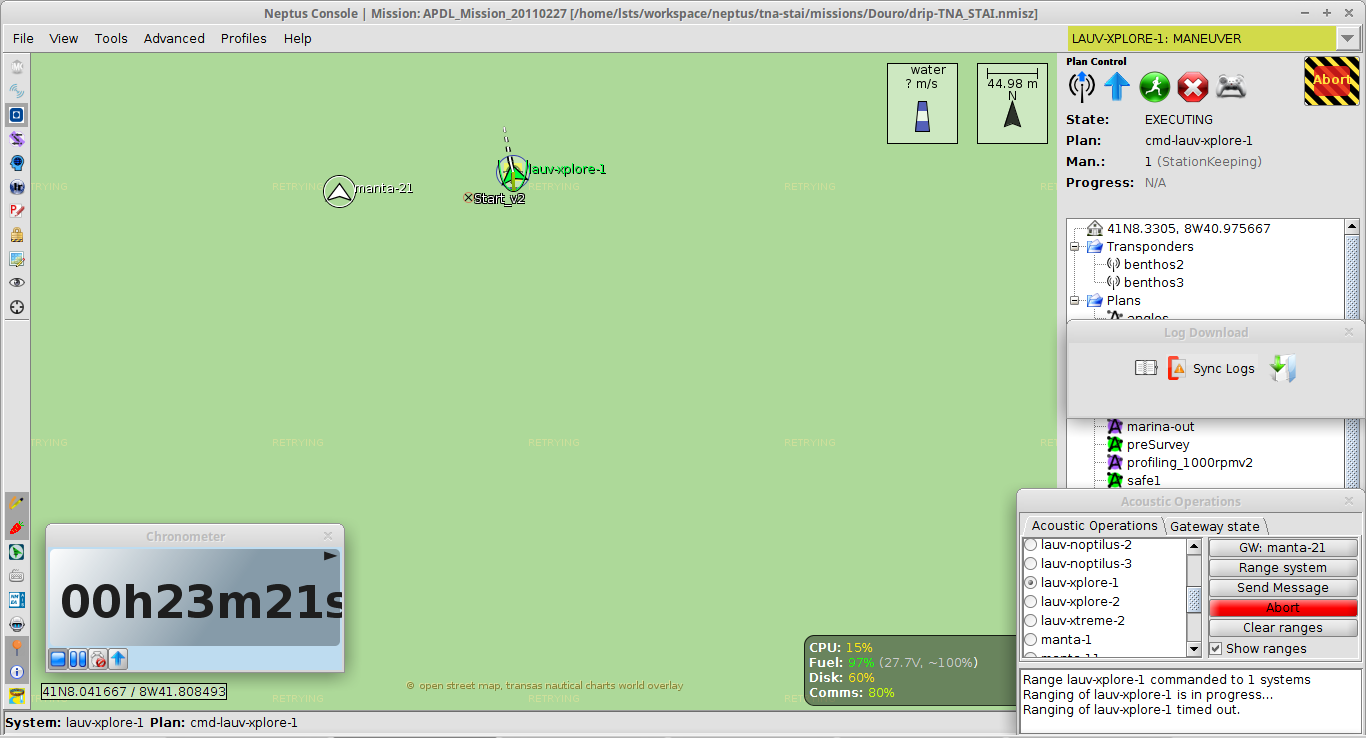 Neptus Console | Mission: APDL_Mission_20110227 [/home/lsts/workspace/neptus/tna-stai/missions/Douro/drip-TNA_STAI.nmisz]
File View Tools Advanced Profiles Help
LAUV-XPLORE-1: MANEUVER
Plan Control
Abort
State: EXECUTING
Plan: cmd-lauv-xplore-1
Man.: 1 (StationKeeping)
Progress: N/A
water
? m/s
44.98 m
N
lauv-xplore-1
manta-21
Start_v2
RETRYING RETRYING RETRYING RETRYING
RETRYING RETRYING RETRYING RETRYING RE
41N8.3305, 8W40.975667
Transponders
benthos2
benthos3
Plans
angles
Log Download
Sync Logs
marina-out
preSurvey
profiling_1000rpmv2
safe1
Acoustic Operations
Acoustic Operations Gateway state
lauv-noptilus-2
lauv-noptilus-3
lauv-xplore-1
lauv-xplore-2
lauv-xtreme-2
manta-1
manta-11
GW: manta-21
Range system
Send Message
Abort
Clear ranges
Show ranges
Range lauv-xplore-1 commanded to 1 systems
Ranging of lauv-xplore-1 is in progress...
Ranging of lauv-xplore-1 timed out.
Chronometer
00h23m21s
CPU: 15%
Fuel: 97% (27.7V, ~100%)
Disk: 60%
Comms: 80%
41N8.041667 / 8W41.808493
© open street map, transas nautical charts world overlay
System: lauv-xplore-1 Plan: cmd-lauv-xplore-1